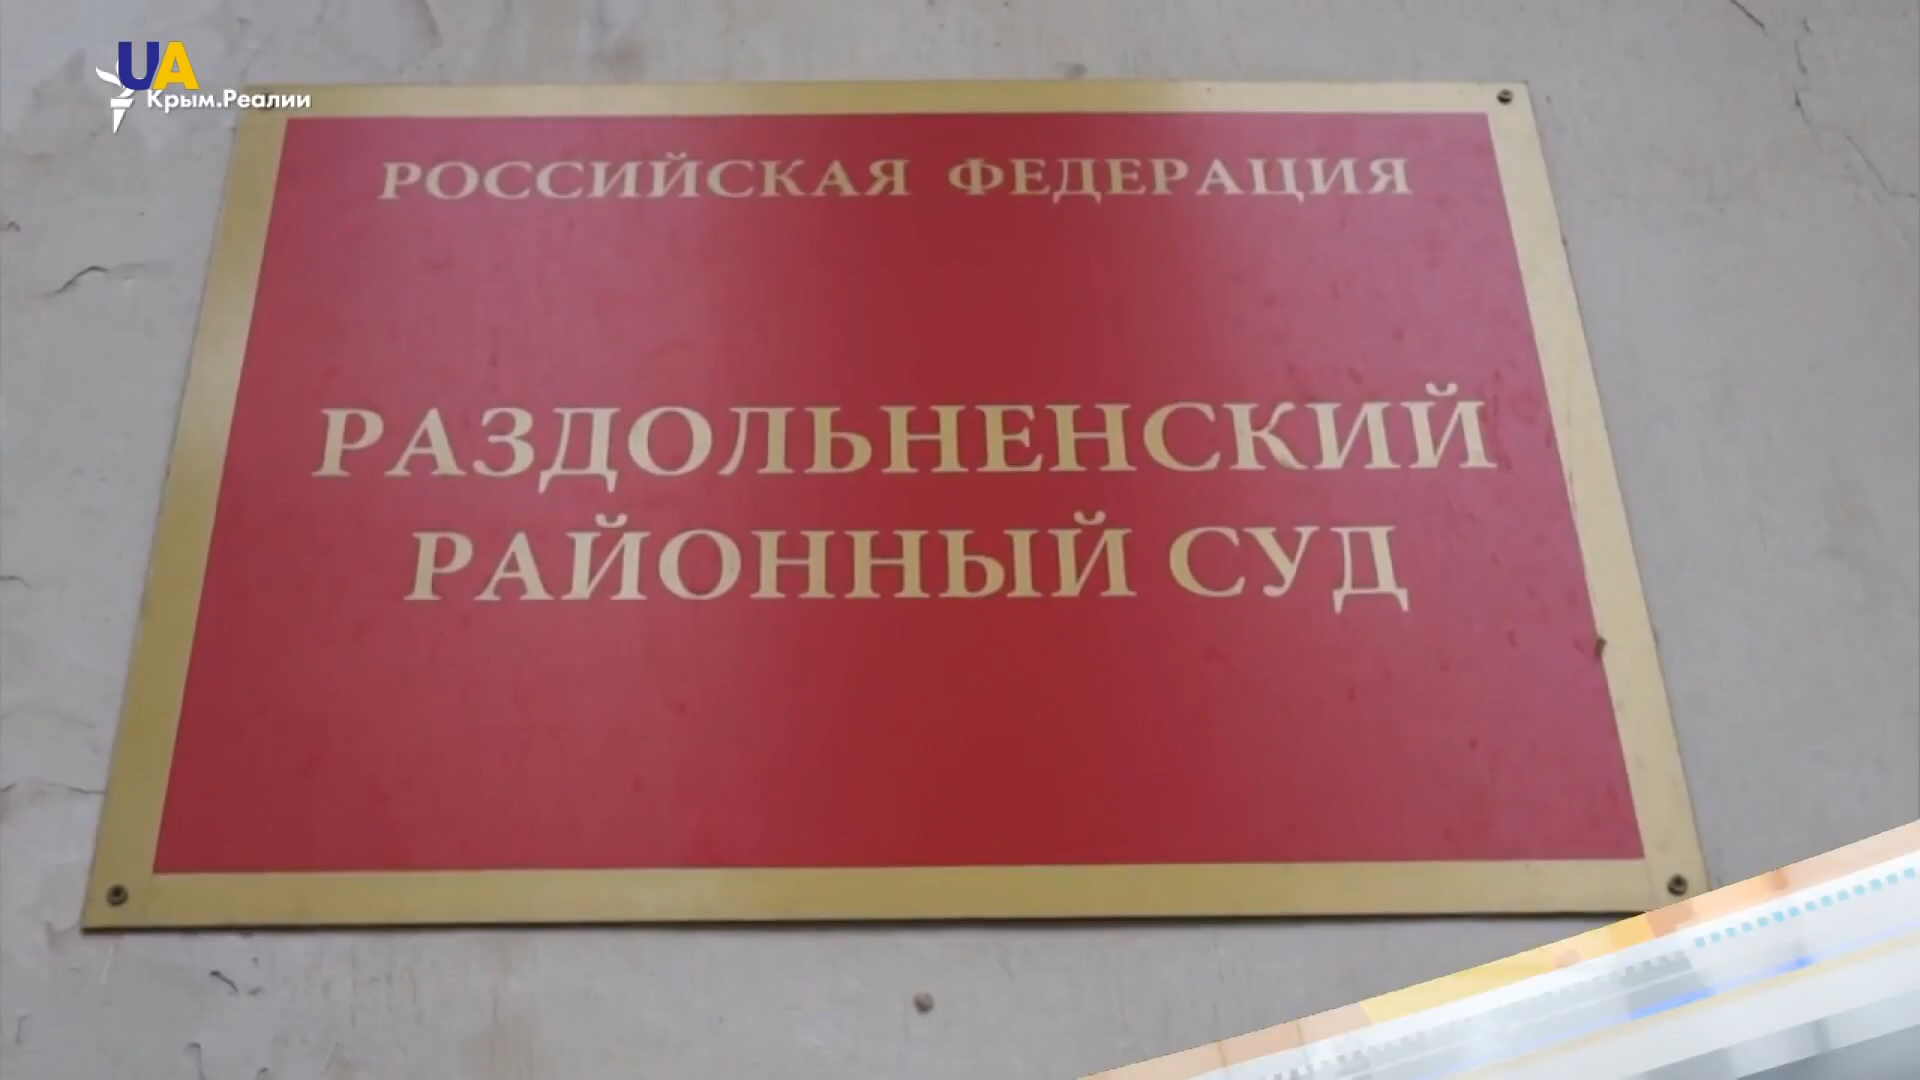 UA
Крым.Реалии
РОССИЙСКАЯ ФЕДЕРАЦИЯ
РАЗДОЛЬНЕНСКИЙ
РАЙОННЫЙ СУД